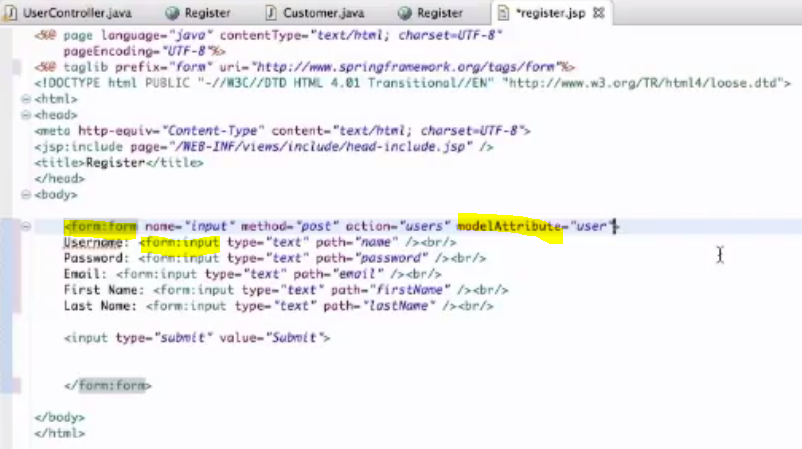 UserController.java Register Customer.java Register *register.jsp
<%@ page language="java" contentType="text/html; charset=UTF-8"
pageEncoding="UTF-8"%>
<%@ taglib prefix="form" uri="http://www.springframework.org/tags/form"%>
<!DOCTYPE html PUBLIC "-//W3C//DTD HTML 4.01 Transitional//EN" "http://www.w3.org/TR/html4/loose.dtd">
<html>
<head>
<meta http-equiv="Content-Type" content="text/html; charset=UTF-8">
<jsp:include page="/WEB-INF/views/include/head-include.jsp" />
<title>Register</title>
</head>
<body>
<form:form name="input" method="post" action="users" modelAttribute="user">
Username: <form:input type="text" path="name" /><br/>
Password: <form:input type="text" path="password" /><br/>
Email: <form:input type="text" path="email" /><br/>
First Name: <form:input type="text" path="firstName" /><br/>
Last Name: <form:input type="text" path="lastName" /><br/>
<input type="submit" value="Submit">
</form:form>
</body>
</html>